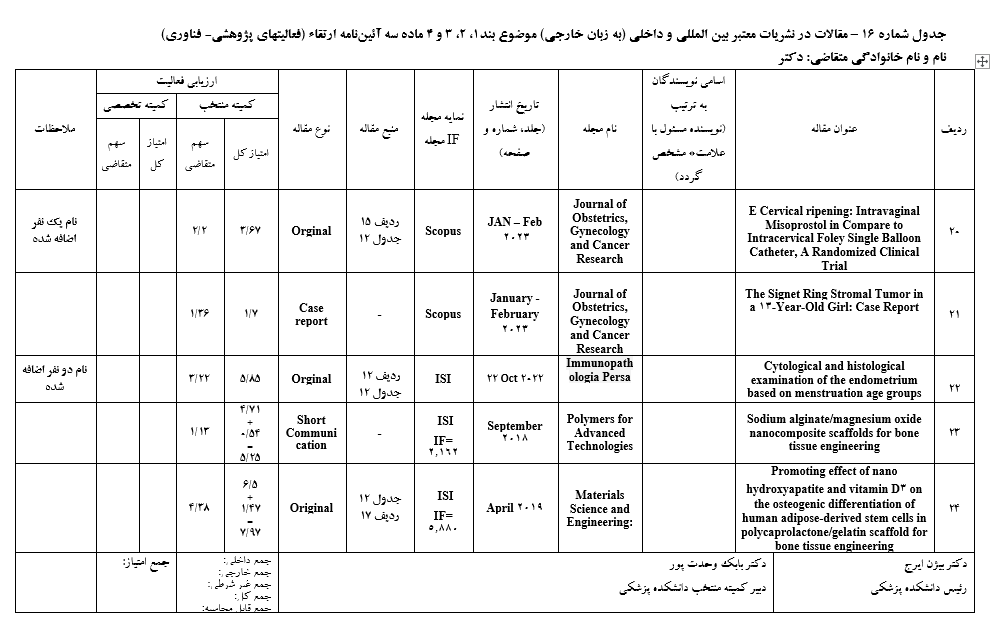 جدول شماره ۱۶ – مقالات در نشریات معتبر بین المللی و داخلی (به زبان خارجی) موضوع بند۱، ۲، ۳ و ۴ ماده سه آئین‌نامه ارتقاء (فعالیتهای پژوهشی- فناوری)
نام و نام خانوادگی متقاضی: دکتر
ردیف
عنوان مقاله
اسامی نویسندگان
به ترتیب
(نویسنده مسئول با
علامت* مشخص
گردد)
نام مجله
تاریخ انتشار
(جلد، شماره و
صفحه)
نمایه مجله
IF مجله
منبع مقاله
نوع مقاله
ارزیابی فعالیت
کمیته منتخب
کمیته تخصصی
امتیاز کل
سهم
متقاضی
امتیاز
کل
سهم
متقاضی
ملاحظات
۲۰
E Cervical ripening: Intravaginal
Misoprostol in Compare to
Intracervical Foley Single Balloon
Catheter, A Randomized Clinical
Trial
Journal of
Obstetrics,
Gynecology
and Cancer
Research
JAN – Feb
۲۰۲۳
Scopus
ردیف ۱۵
جدول ۱۲
Orginal
۳/۶۷
۲/۲
نام یک نفر
اضافه شده
۲۱
The Signet Ring Stromal Tumor in
a ۱۳-Year-Old Girl: Case Report
Journal of
Obstetrics,
Gynecology
and Cancer
Research
January -
February
۲۰۲۳
Scopus
-
Case
report
۱/۷
۱/۳۶
۲۲
Cytological and histological
examination of the endometrium
based on menstruation age groups
Immunopath
ologia Persa
۲۲ Oct ۲۰۲۲
ISI
ردیف ۱۲
جدول ۱۲
Orginal
۵/۸۵
۳/۲۲
نام دو نفر اضافه
شده
۲۳
Sodium alginate/magnesium oxide
nanocomposite scaffolds for bone
tissue engineering
Polymers for
Advanced
Technologies
September
۲۰۱۸
ISI
IF=
۲,۱۶۲
-
Short
Communi
cation
۴/۷۱
+
۰/۵۴
=
۵/۲۵
۱/۱۳
۲۴
Promoting effect of nano
hydroxyapatite and vitamin D۳ on
the osteogenic differentiation of
human adipose-derived stem cells in
polycaprolactone/gelatin scaffold for
bone tissue engineering
Materials
Science and
Engineering:
April ۲۰۱۹
ISI
IF=
۵,۸۸۰
جدول ۱۲
ردیف ۱۷
Original
۶/۵
+
۱/۴۷
=
۷/۹۷
۴/۳۸
دکتر بیژن ایرج
رئیس دانشکده پزشکی
دکتر بابک وحدت پور
دبیر کمیته منتخب دانشکده پزشکی
جمع داخلی:
جمع خارجی:
جمع غیر شرطی:
جمع کل:
جمع قابل محاسبه:
جمع امتیاز: